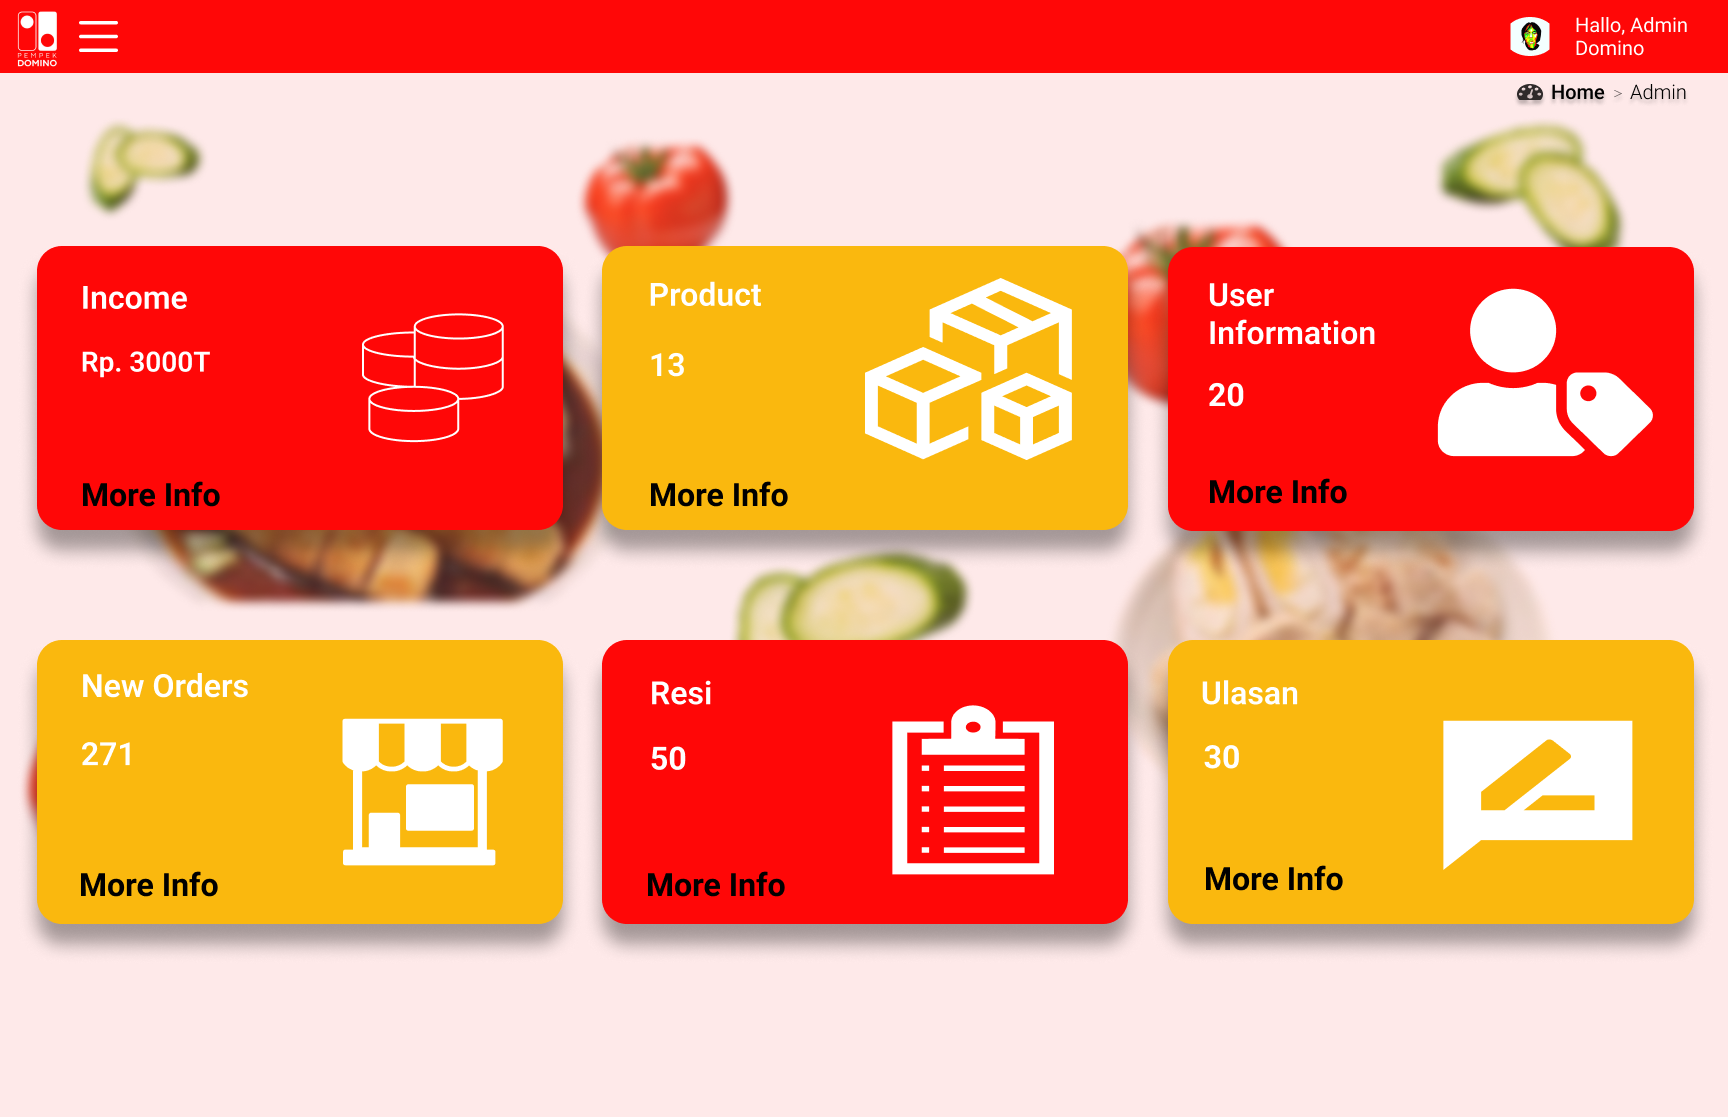 PEMPEK
DOMINO
Hallo, Admin
Domino
Home > Admin
Income
Rp. 3000T
More Info
Product
13
More Info
User
Information
20
More Info
New Orders
271
More Info
Resi
50
More Info
Ulasan
30
More Info